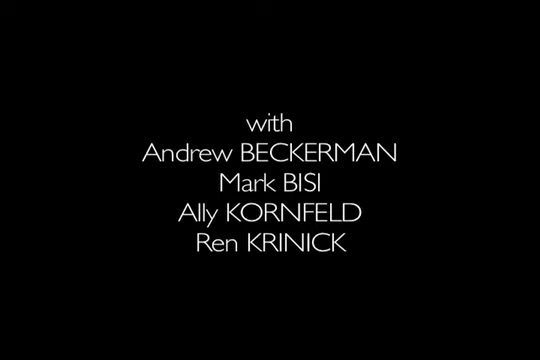 with
Andrew BECKERMAN
Mark BISI
Ally KORNFELD
Ren KRINICK